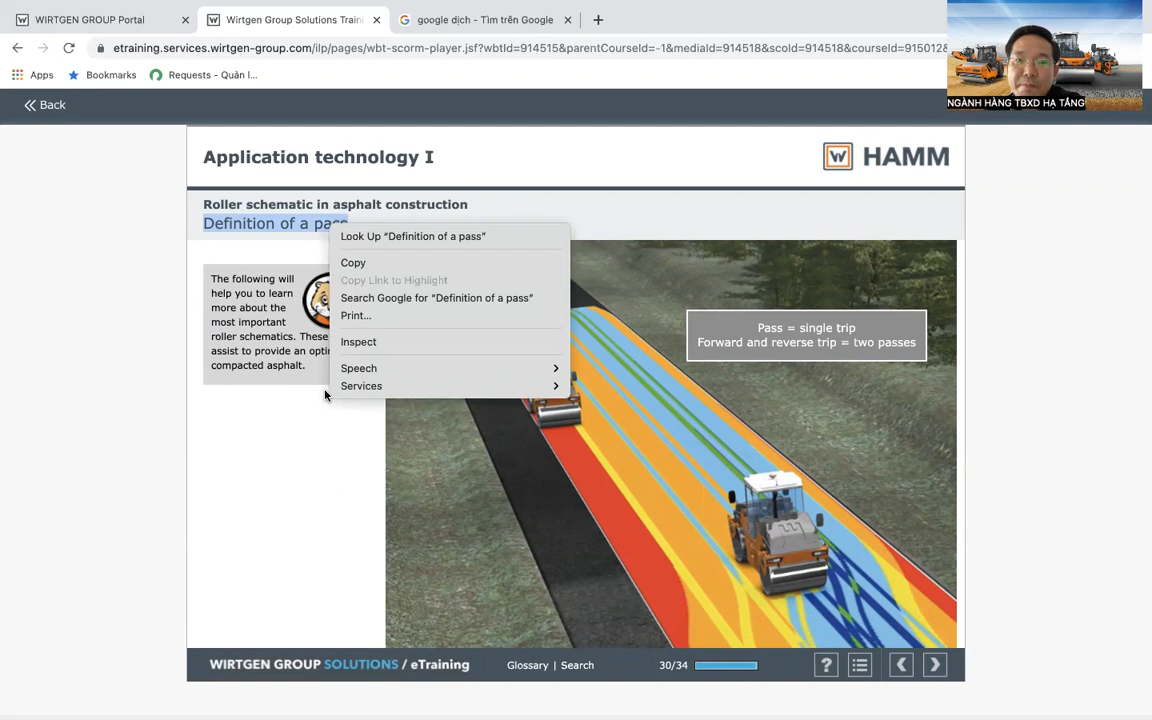 WIRTGEN GROUP Portal
Wirtgen Group Solutions Traini
google dịch - Tìm trên Google
etraining.services.wirtgen-group.com/ilp/pages/wbt-scorm-player.jsf?wbtId=914515&parentCourseId=-1&mediaId=914518&scoId=914518&courseId=915012&
Apps
Bookmarks
Requests - Quản l...
NGÀNH HÀNG TBXD HẠ TẦNG
Back
Application technology I
HAMM
Roller schematic in asphalt construction
Definition of a pass
Look Up “Definition of a pass”
Copy
Copy Link to Highlight
Search Google for “Definition of a pass”
Print...
Inspect
Speech
Services
The following will
help you to learn
more about the
most important
roller schematics. These
assist to provide an opti
compacted asphalt.
Pass = single trip
Forward and reverse trip = two passes
WIRTGEN GROUP SOLUTIONS / eTraining
Glossary | Search
30/34
?